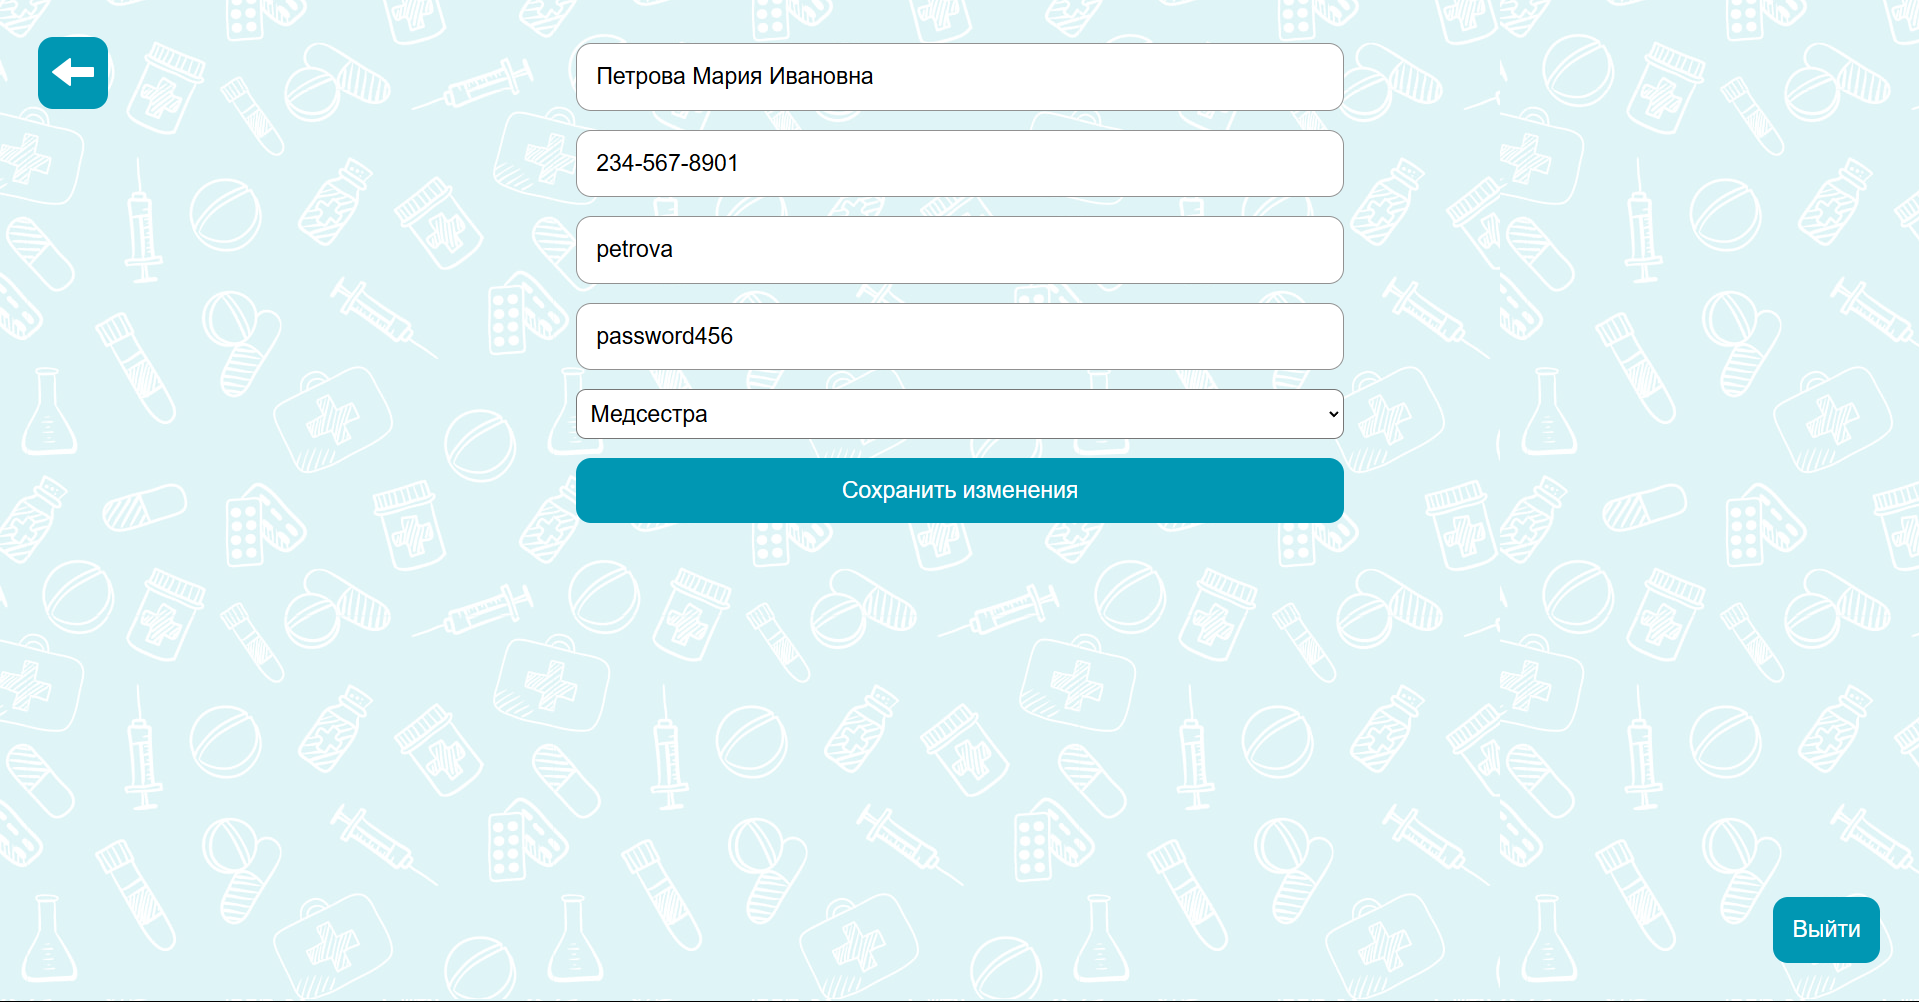 Петрова Мария Ивановна
234-567-8901
petrova
password456
Медсестра
Сохранить изменения
Выйти